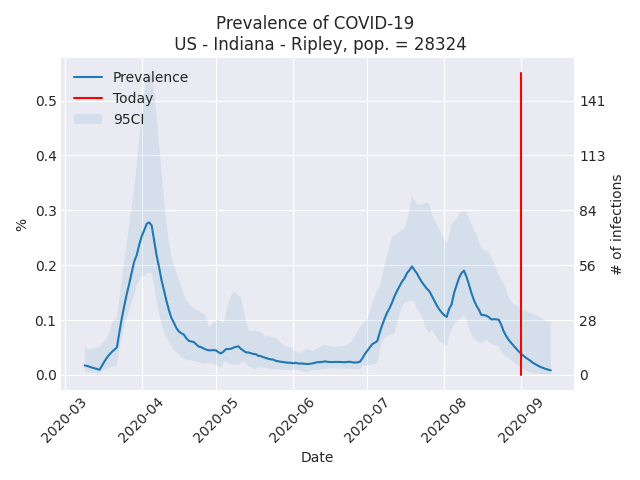 Prevalence of COVID-19
US - Indiana - Ripley, pop. = 28324
Prevalence
Today
95CI
0.5
0.4
0.3
0.2
0.1
0.0
%
141
113
84
56
28
0
# of infections
2020-03
2020-04
2020-05
2020-06
2020-07
2020-08
2020-09
Date